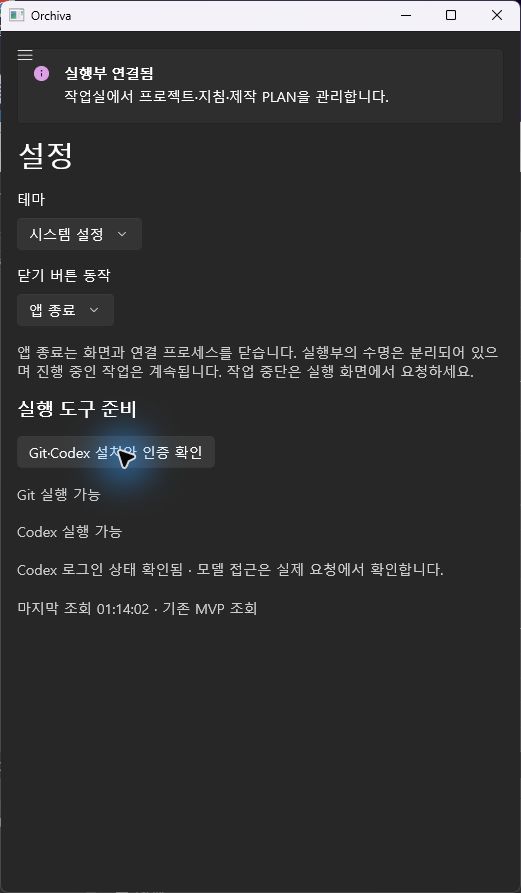 Orchiva
실행부 연결됨
작업실에서 프로젝트·지침·제작 PLAN을 관리합니다.
설정
테마
시스템 설정
닫기 버튼 동작
앱 종료
앱 종료는 화면과 연결 프로세스를 닫습니다. 실행부의 수명은 분리되어 있으
며 진행 중인 작업은 계속됩니다. 작업 중단은 실행 화면에서 요청하세요.
실행 도구 준비
Git·Codex 설치와 인증 확인
Git 실행 가능
Codex 실행 가능
Codex 로그인 상태 확인됨 · 모델 접근은 실제 요청에서 확인합니다.
마지막 조회 01:14:02 · 기존 MVP 조회